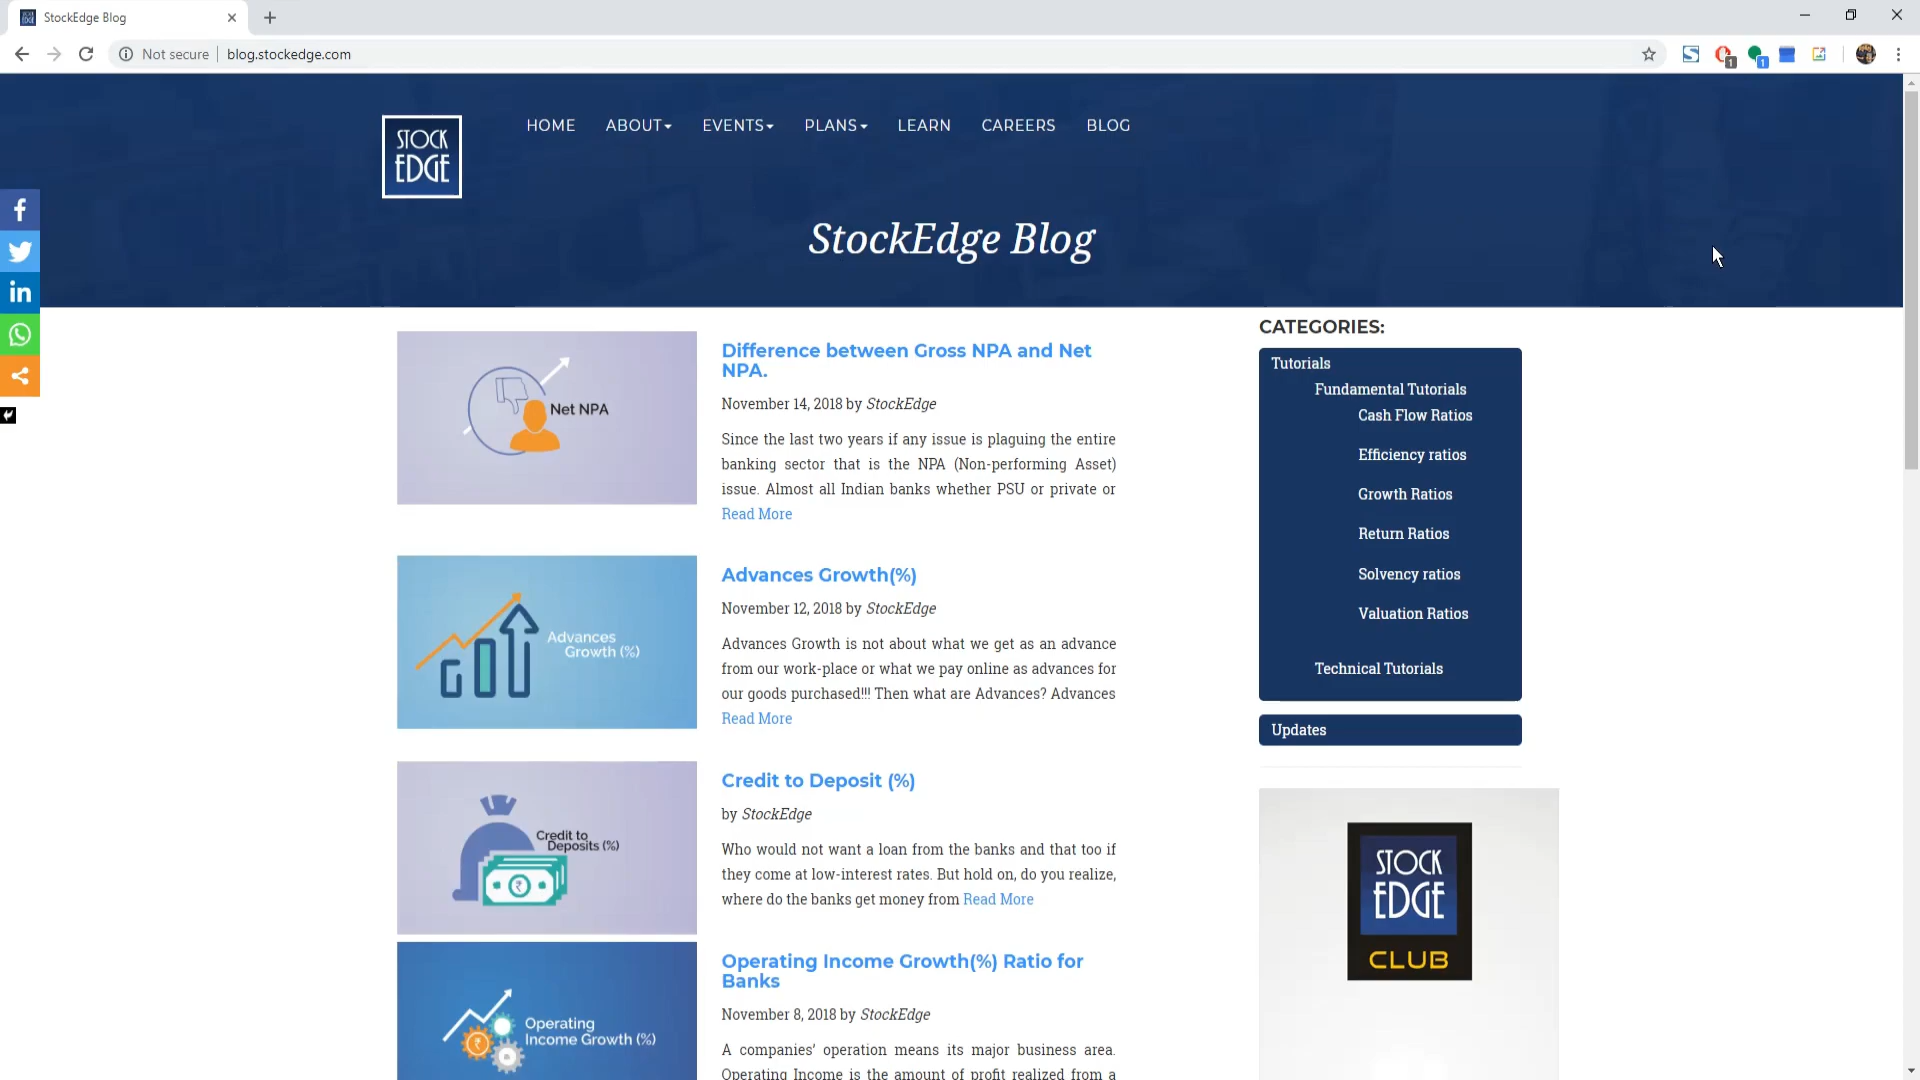 StockEdge Blog
Not secure
blog.stockedge.com
1
1
STOCK
EDGE
HOME
ABOUT
EVENTS
PLANS
LEARN
CAREERS
BLOG
StockEdge Blog
Net NPA
Difference between Gross NPA and Net
NPA.
November 14, 2018 by StockEdge
Since the last two years if any issue is plaguing the entire
banking sector that is the NPA (Non-performing Asset)
issue. Almost all Indian banks whether PSU or private or
Read More
Advances
Growth (%)
Advances Growth(%)
November 12, 2018 by StockEdge
Advances Growth is not about what we get as an advance
from our work-place or what we pay online as advances for
our goods purchased!!! Then what are Advances? Advances
Read More
Credit to
Deposits (%)
₹
Credit to Deposit (%)
by StockEdge
Who would not want a loan from the banks and that too if
they come at low-interest rates. But hold on, do you realize,
where do the banks get money from Read More
Operating
Income Growth (%)
₹
Operating Income Growth(%) Ratio for
Banks
November 8, 2018 by StockEdge
A companies' operation means its major business area.
Operating Income is the amount of profit realized from a
CATEGORIES:
Tutorials
Fundamental Tutorials
Cash Flow Ratios
Efficiency ratios
Growth Ratios
Return Ratios
Solvency ratios
Valuation Ratios
Technical Tutorials
Updates
STOCK
EDGE
CLUB